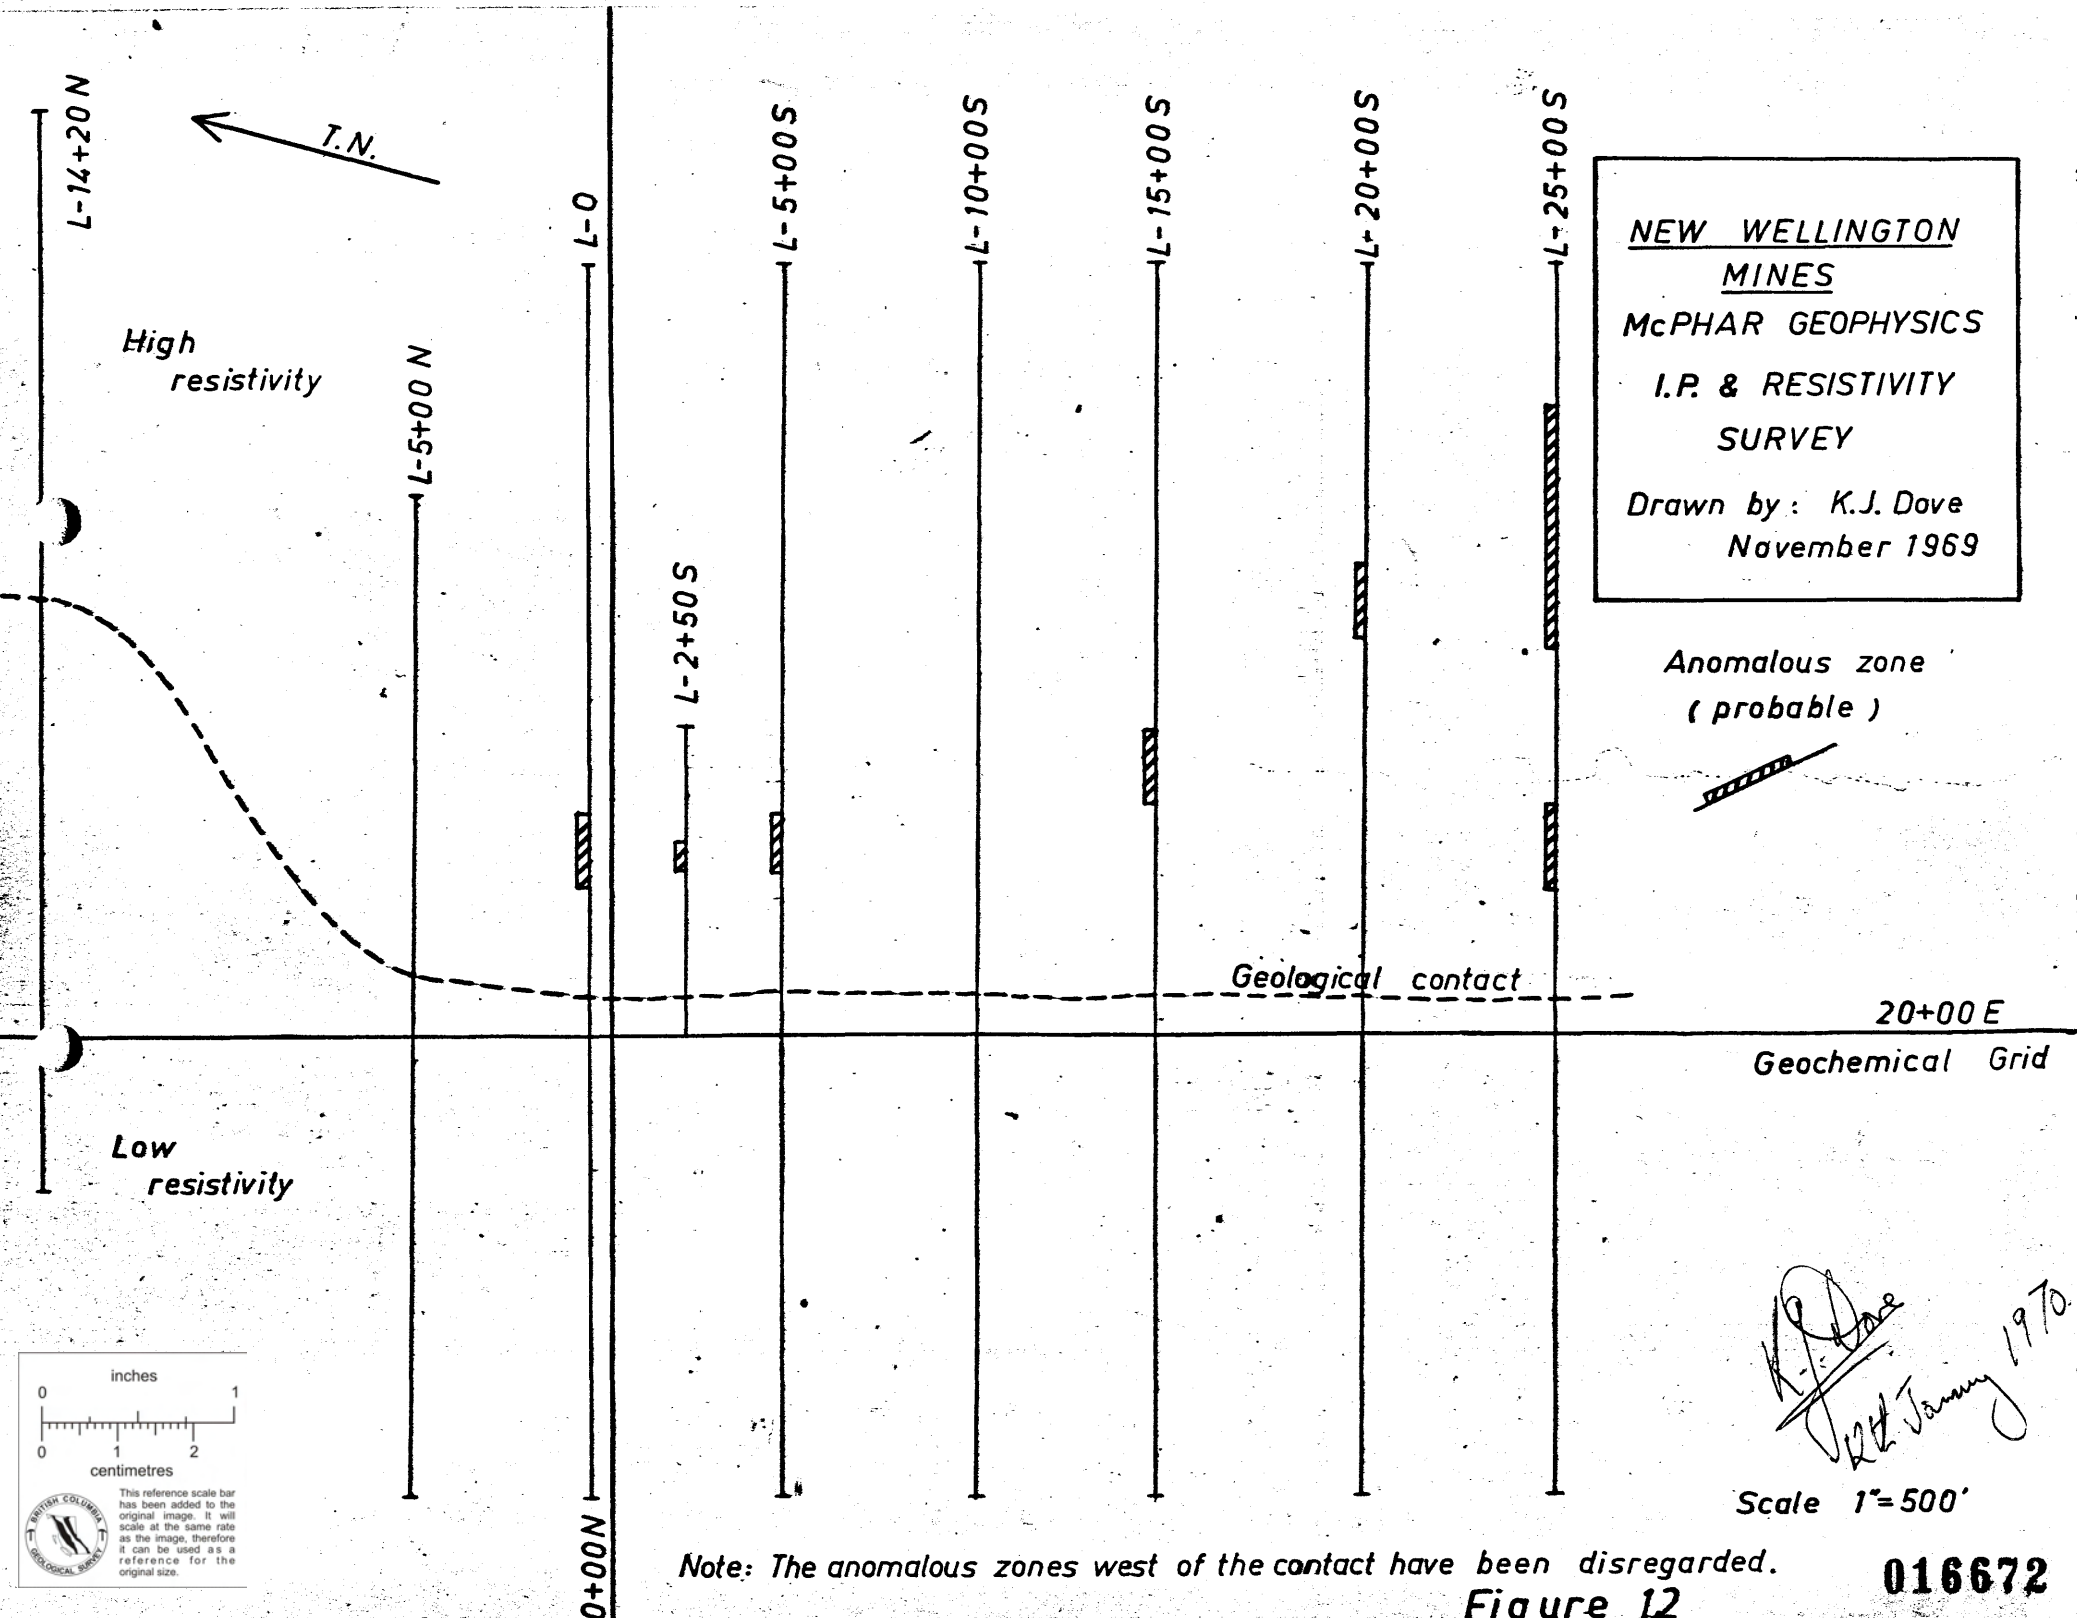 L-14+20N
T.N.
L-0
L-5+00S
L-10+00S
L-15+00S
L-20+00S
L-25+00S
NEW WELLINGTON
MINES
McPHAR GEOPHYSICS
I.P. & RESISTIVITY
SURVEY
Drawn by: K.J. Dove
November 1969
High
resistivity
L-5+00N
L-2+50S
Anomalous zone
(probable)
Geological contact
20+00E
Geochemical Grid
Low
resistivity
K.J. Dove
12th January 1970.
Scale 1"=500'
inches
0 1
0 1 2
centimetres
BRITISH COLUMBIA
GEOLOGICAL SURVEY
This reference scale bar
has been added to the
original image. It will
scale at the same rate
as the image, therefore
it can be used as a
reference for the
original size.
0+00N
Note: The anomalous zones west of the contact have been disregarded.
016672
Figure 12